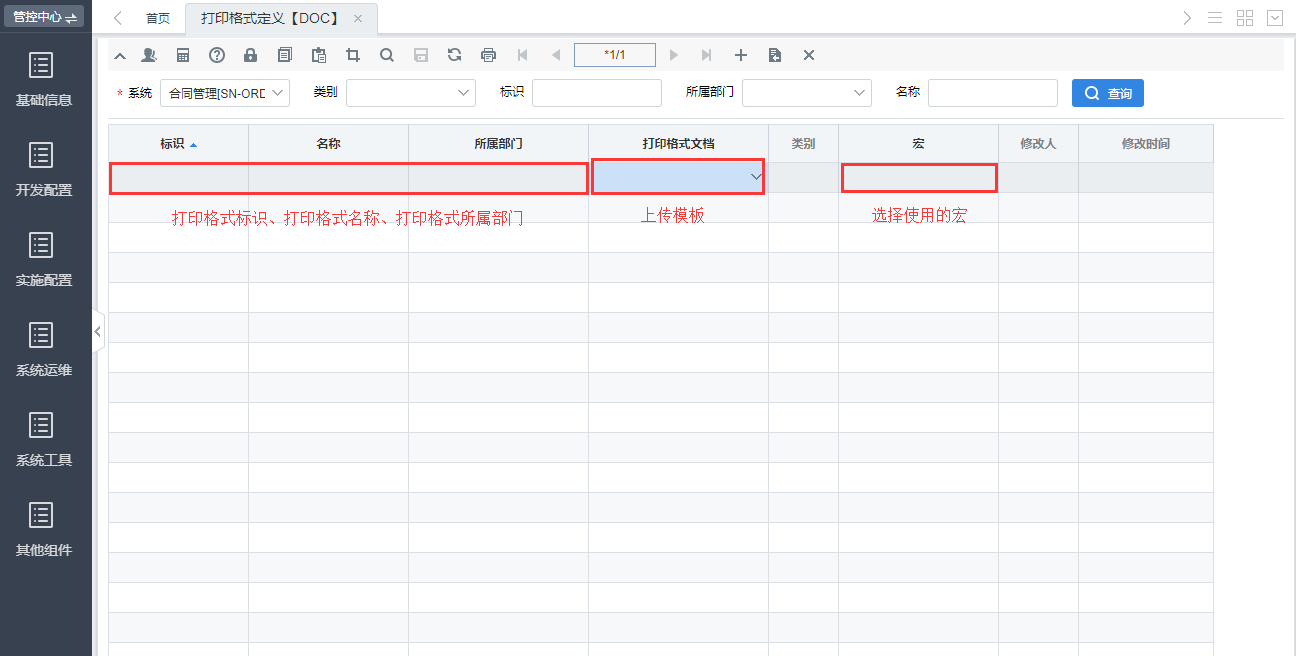 管控中心
首页
打印格式定义【DOC】
*1/1
* 系统
合同管理[SN-ORD
类别
标识
所属部门
名称
查询
标识
名称
所属部门
打印格式文档
类别
宏
修改人
修改时间
打印格式标识、打印格式名称、打印格式所属部门
上传模板
选择使用的宏
基础信息
开发配置
实施配置
系统运维
系统工具
其他组件